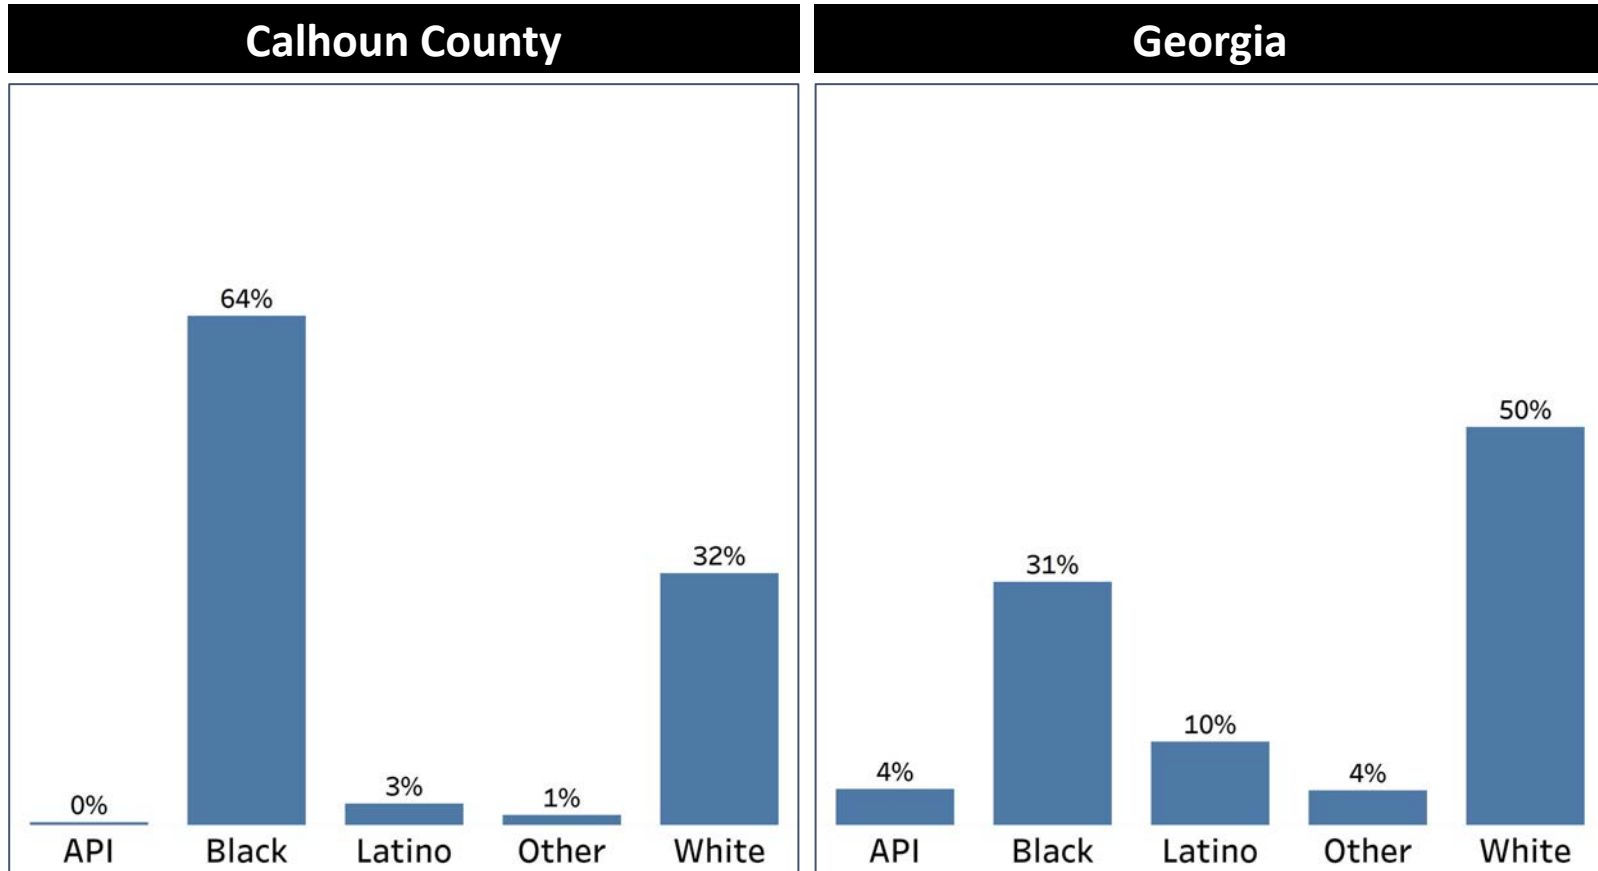 Calhoun County
64%
32%
3%
1%
0%
API Black Latino Other White
Georgia
50%
31%
10%
4%
4%
API Black Latino Other White